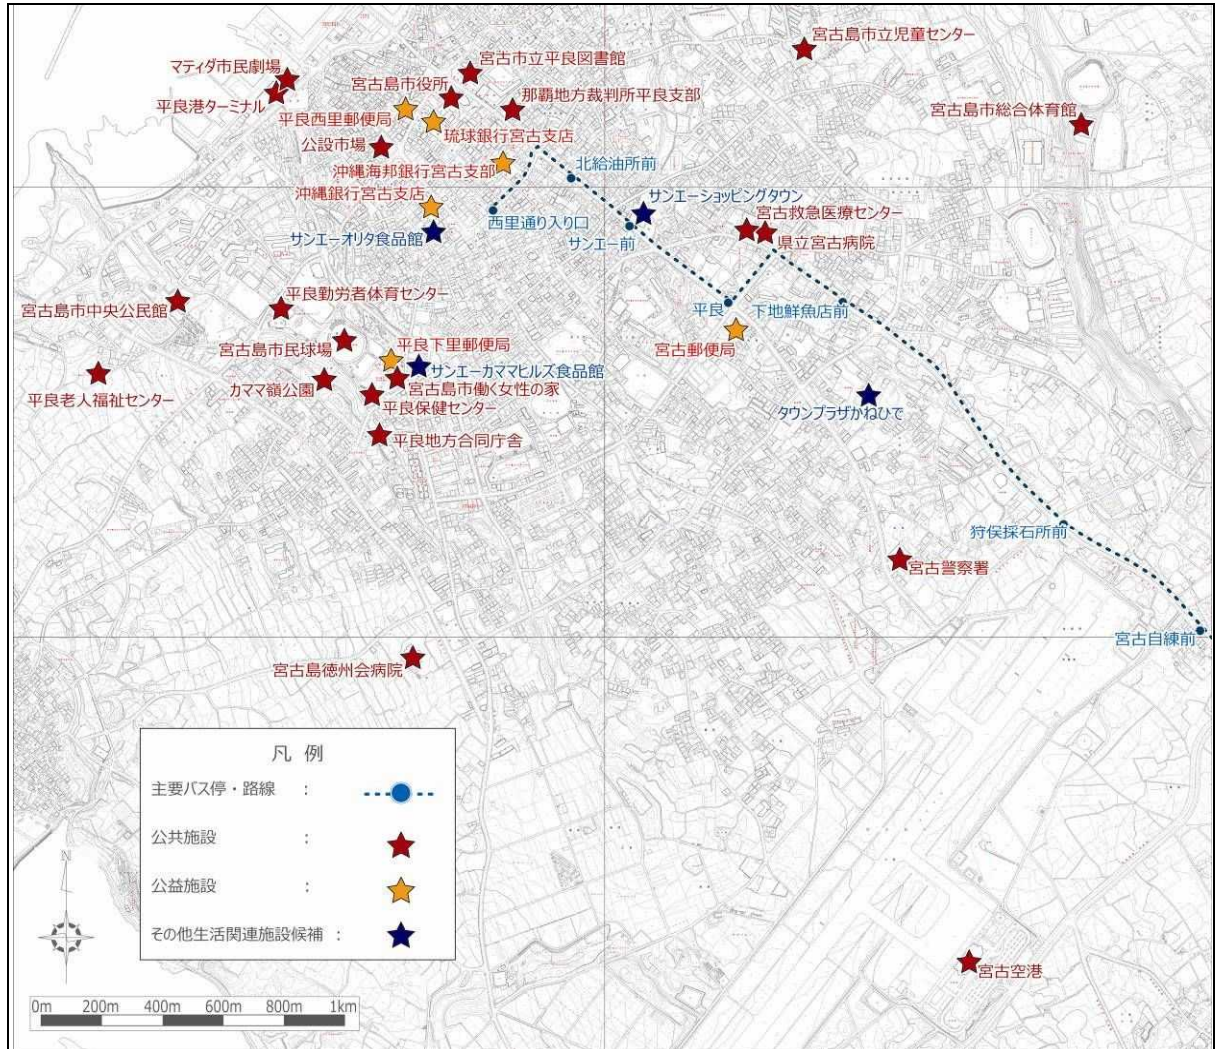 宮古島市立児童センター
宮古市立平良図書館
マティダ市民劇場
宮古島市役所
那覇地方裁判所平良支部
平良港ターミナル
宮古島市総合体育館
平良西里郵便局
琉球銀行宮古支店
公設市場
沖縄海邦銀行宮古支部
北給油所前
沖縄銀行宮古支店
サンエーショッピングタウン
宮古救急医療センター
西里通り入り口
サンエーオリタ食品館
サンエー前
県立宮古病院
平良勤労者体育センター
宮古島市中央公民館
平良
下地鮮魚店前
宮古島市民球場
平良下里郵便局
宮古郵便局
サンエーカママヒルズ食品館
カママ嶺公園
宮古島市働く女性の家
平良老人福祉センター
平良保健センター
タウンプラザかねひで
平良地方合同庁舎
狩俣採石所前
宮古警察署
宮古自練前
宮古島徳州会病院
凡 例
主要バス停・路線 :
公共施設 :
公益施設 :
その他生活関連施設候補 :
N
宮古空港
0m 200m 400m 600m 800m 1km